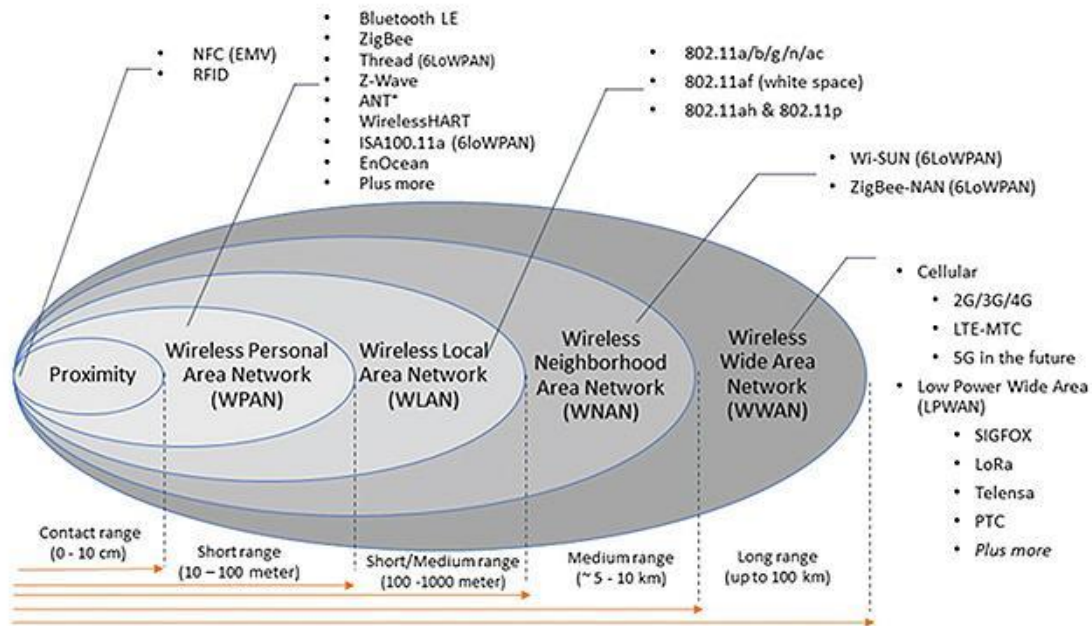 NFC (EMV)
RFID
Bluetooth LE
ZigBee
Thread (6LoWPAN)
Z-Wave
ANT+
WirelessHART
ISA100.11a (6loWPAN)
EnOcean
Plus more
802.11a/b/g/n/ac
802.11af (white space)
802.11ah & 802.11p
Wi-SUN (6LoWPAN)
ZigBee-NAN (6LoWPAN)
Cellular
2G/3G/4G
LTE-MTC
5G in the future
Low Power Wide Area
(LPWAN)
SIGFOX
LoRa
Telensa
PTC
Plus more
Proximity
Wireless Personal
Area Network
(WPAN)
Wireless Local
Area Network
(WLAN)
Wireless
Neighborhood
Area Network
(WNAN)
Wireless
Wide Area
Network
(WWAN)
Contact range
(0 - 10 cm)
Short range
(10 – 100 meter)
Short/Medium range
(100 -1000 meter)
Medium range
(~ 5 - 10 km)
Long range
(up to 100 km)